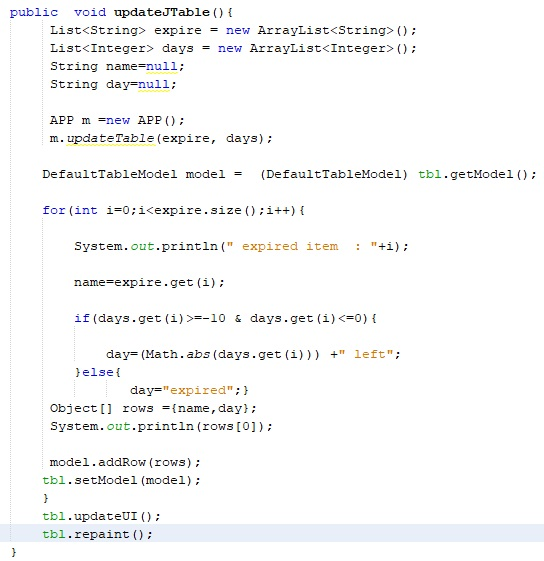 public  void updateJTable(){
List<String> expire = new ArrayList<String>();
List<Integer> days = new ArrayList<Integer>();
String name=null;
String day=null;
APP m =new APP();
m.updateTable(expire, days);
DefaultTableModel model =  (DefaultTableModel) tbl.getModel();
for(int i=0;i<expire.size();i++){
System.out.println(" expired item  : "+i);
name=expire.get(i);
if(days.get(i)>=-10 & days.get(i)<=0){
day=(Math.abs(days.get(i))) +" left";
}else{
day="expired";}
Object[] rows ={name,day};
System.out.println(rows[0]);
model.addRow(rows);
tbl.setModel(model);
}
tbl.updateUI();
tbl.repaint();
}